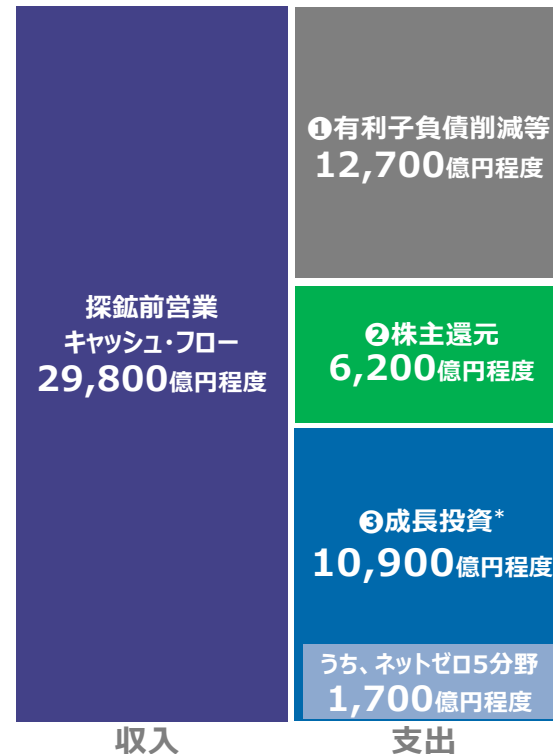 探鉱前営業
キャッシュ・フロー
29,800億円程度
❶有利子負債削減等
12,700億円程度
❷株主還元
6,200億円程度
❸成長投資*
10,900億円程度
うち、ネットゼロ5分野
1,700億円程度
収入
支出